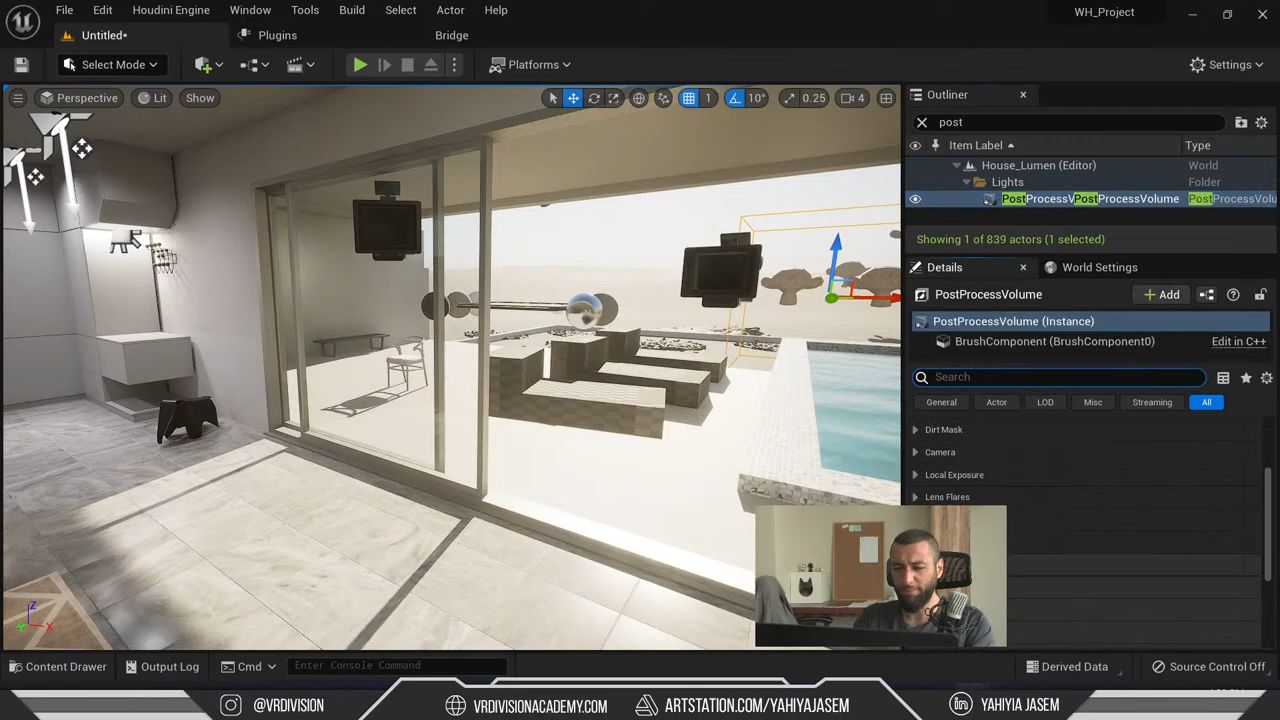 File Edit Houdini Engine Window Tools Build Select Actor Help
WH_Project
Untitled* Plugins Bridge
Select Mode Platforms Settings
Perspective Lit Show 1 10° 0.25 4
Outliner
post
Item Label Type
House_Lumen (Editor) World
Lights Folder
PostProcessVPostProcessVolume PostProcessVolu
Showing 1 of 839 actors (1 selected)
Details World Settings
PostProcessVolume Add
PostProcessVolume (Instance)
BrushComponent (BrushComponent0) Edit in C++
Search
General Actor LOD Misc Streaming All
Dirt Mask
Camera
Local Exposure
Lens Flares
Z
Y X
Content Drawer Output Log Cmd Enter Console Command Derived Data Source Control Off
@VRDIVISION VRDIVISIONACADEMY.COM ARTSTATION.COM/YAHIYAJASEM YAHIYIA JASEM